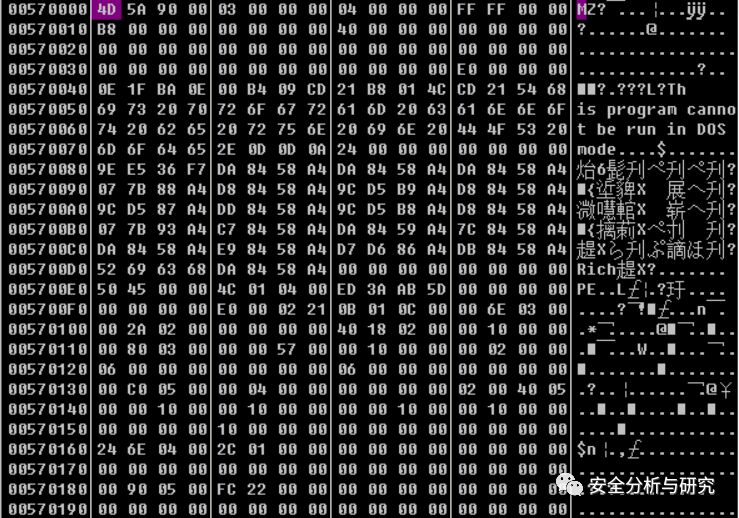 00570000 4D 5A 90 00 03 00 00 00 04 00 00 00 FF FF 00 00 MZ?
00570010 B8 00 00 00 00 00 00 00 40 00 00 00 00 00 00 00 ?.......@.......
00570020 00 00 00 00 00 00 00 00 00 00 00 00 00 00 00 00 ................
00570030 00 00 00 00 00 00 00 00 00 00 00 00 E0 00 00 00 ............?...
00570040 0E 1F BA 0E 00 B4 09 CD 21 B8 01 4C CD 21 54 68 ■■?.???L?Th
00570050 69 73 20 70 72 6F 67 72 61 6D 20 63 61 6E 6E 6F is program canno
00570060 74 20 62 65 20 72 75 6E 20 69 6E 20 44 4F 53 20 t be run in DOS
00570070 6D 6F 64 65 2E 0D 0D 0A 24 00 00 00 00 00 00 00 mode....$.......
00570080 9E E5 36 F7 DA 84 58 A4 DA 84 58 A4 DA 84 58 A4
00570090 07 7B 88 A4 D8 84 58 A4 9C D5 B9 A4 D8 84 58 A4
005700A0 9C D5 87 A4 DD 84 58 A4 9C D5 B8 A4 D8 84 58 A4
005700B0 07 7B 93 A4 C7 84 58 A4 DA 84 59 A4 7C 84 58 A4
005700C0 DA 84 58 A4 E9 84 58 A4 D7 D6 86 A4 DB 84 58 A4
005700D0 52 69 63 68 DA 84 58 A4 00 00 00 00 00 00 00 00 Rich趧X?........
005700E0 50 45 00 00 4C 01 04 00 ED 3A AB 5D 00 00 00 00 PE..L
005700F0 00 00 00 00 E0 00 02 21 0B 01 0C 00 00 6E 03 00
00570100 00 2A 02 00 00 00 00 00 40 18 02 00 00 10 00 00
00570110 00 80 03 00 00 00 57 00 00 10 00 00 00 02 00 00
00570120 06 00 00 00 00 00 00 00 06 00 00 00 00 00 00 00
00570130 00 C0 05 00 00 04 00 00 00 00 00 00 02 00 40 05
00570140 00 00 10 00 00 10 00 00 00 00 10 00 00 10 00 00
00570150 00 00 00 00 10 00 00 00 00 00 00 00 00 00 00 00
00570160 24 6E 04 00 2C 01 00 00 00 00 00 00 00 00 00 00 $n
00570170 00 00 00 00 00 00 00 00 00 00 00 00 00 00 00 00 ................
00570180 00 90 05 00 FC 22 00 00 00 00 00 00 00 00 00 00
00570190 00 00 00 00 00 00 00 00 00 00 00 00 00 00 00 00
安全分析与研究